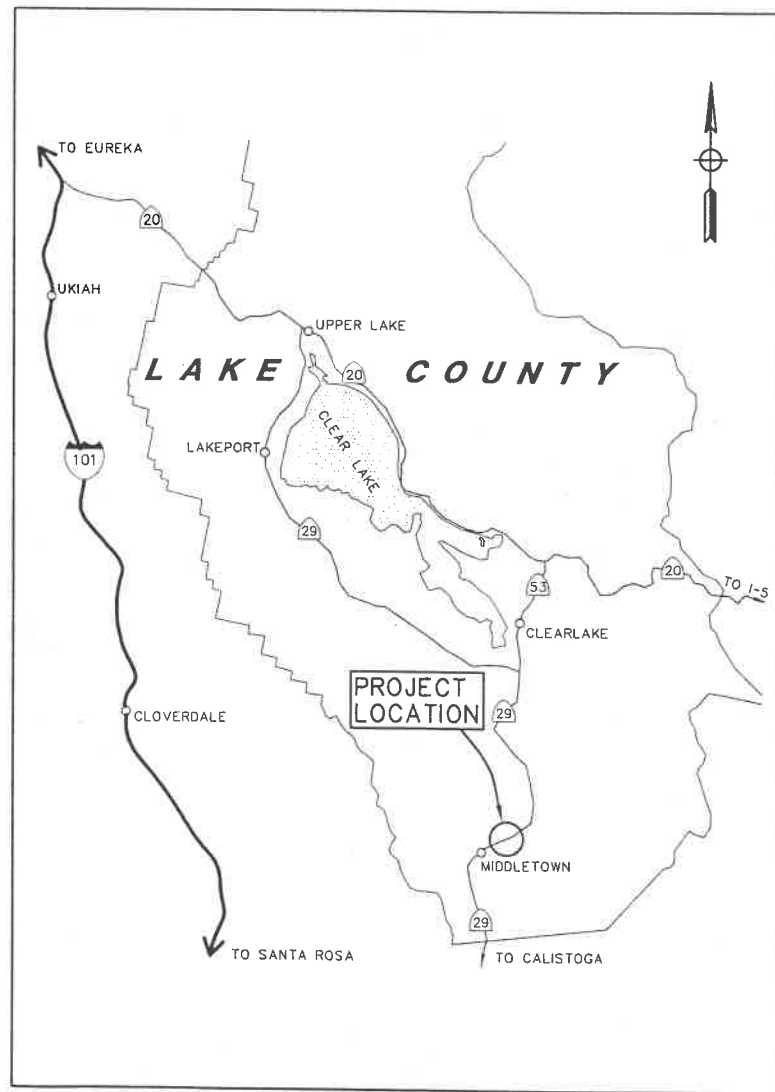 TO EUREKA
20
UKIAH
UPPER LAKE
LAKE COUNTY
20
CLEAR LAKE
LAKEPORT
101
29
53
20
TO I-5
CLEARLAKE
PROJECT
LOCATION
29
CLOVERDALE
MIDDLETOWN
29
TO SANTA ROSA
TO CALISTOGA